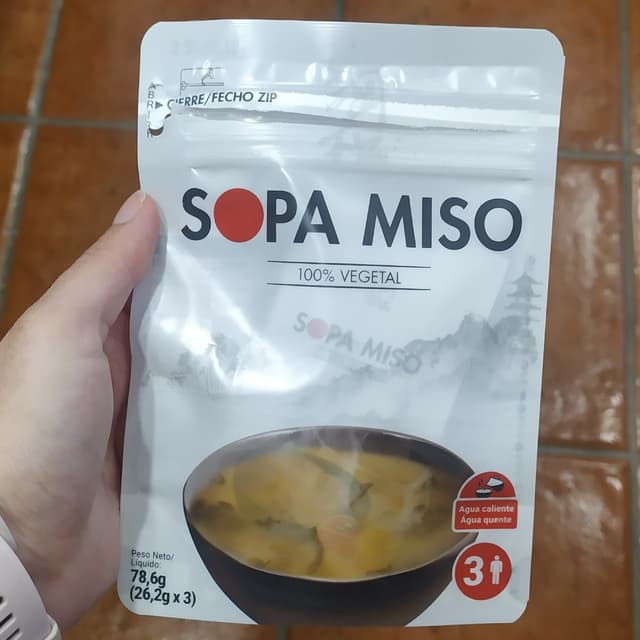 ABRIR
CIERRE/FECHO ZIP
SOPA MISO
100% VEGETAL
SOPA MISO
Agua caliente
Água quente
3
Peso Neto/
Líquido:
78,6g
(26,2g x 3)